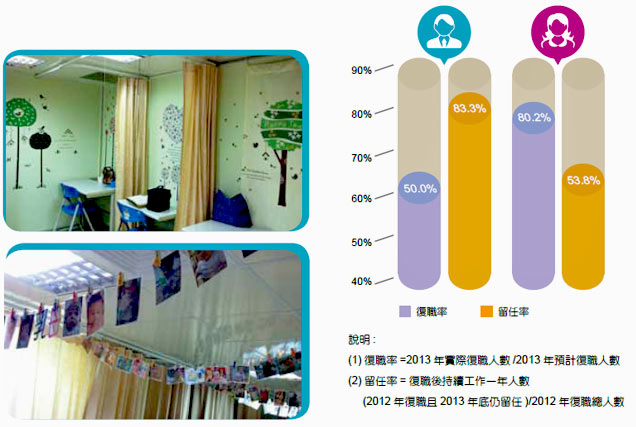 90%
80%
70%
60%
50%
40%
50.0%
83.3%
80.2%
53.8%
復職率
留任率
說明 :
(1) 復職率 =2013 年實際復職人數 /2013 年預計復職人數
(2) 留任率 = 復職後持續工作一年人數
(2012 年復職且 2013 年底仍留任 )/2012 年復職總人數